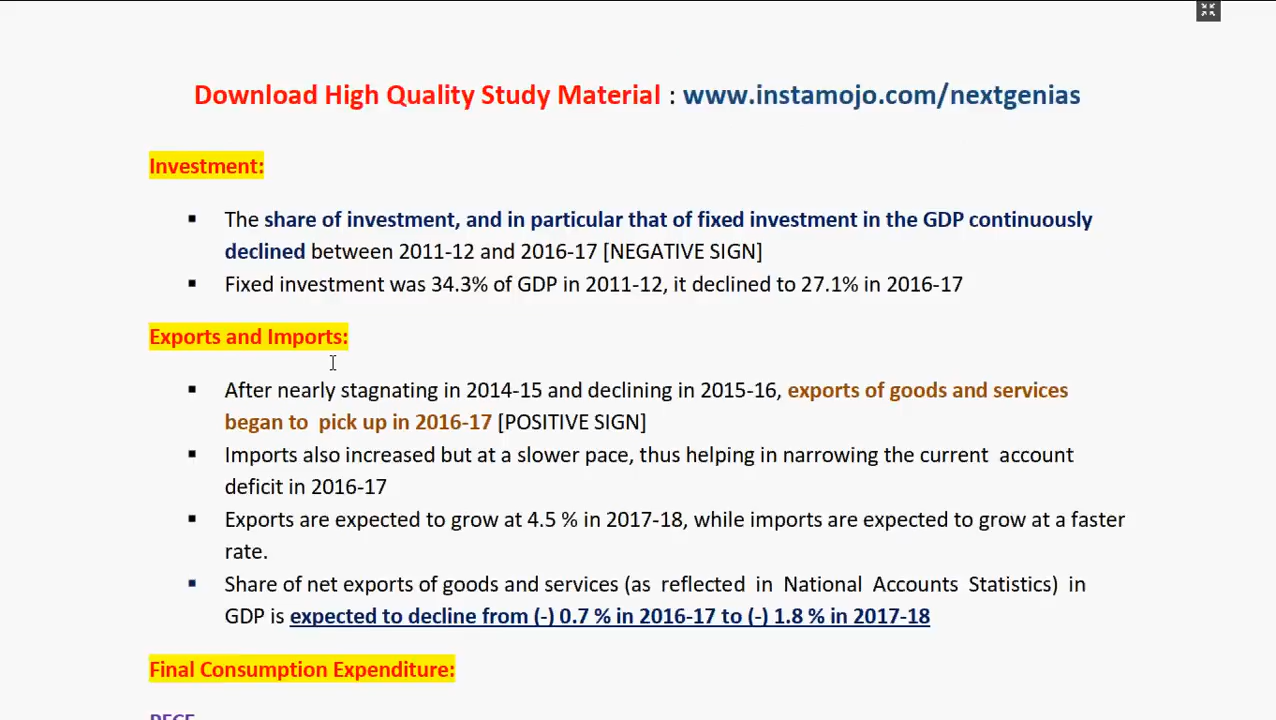 Download High Quality Study Material : www.instamojo.com/nextgenias
Investment:
▪ The share of investment, and in particular that of fixed investment in the GDP continuously
declined between 2011-12 and 2016-17 [NEGATIVE SIGN]
▪ Fixed investment was 34.3% of GDP in 2011-12, it declined to 27.1% in 2016-17
Exports and Imports:
▪ After nearly stagnating in 2014-15 and declining in 2015-16, exports of goods and services
began to pick up in 2016-17 [POSITIVE SIGN]
▪ Imports also increased but at a slower pace, thus helping in narrowing the current account
deficit in 2016-17
▪ Exports are expected to grow at 4.5 % in 2017-18, while imports are expected to grow at a faster
rate.
▪ Share of net exports of goods and services (as reflected in National Accounts Statistics) in
GDP is expected to decline from (-) 0.7 % in 2016-17 to (-) 1.8 % in 2017-18
Final Consumption Expenditure: